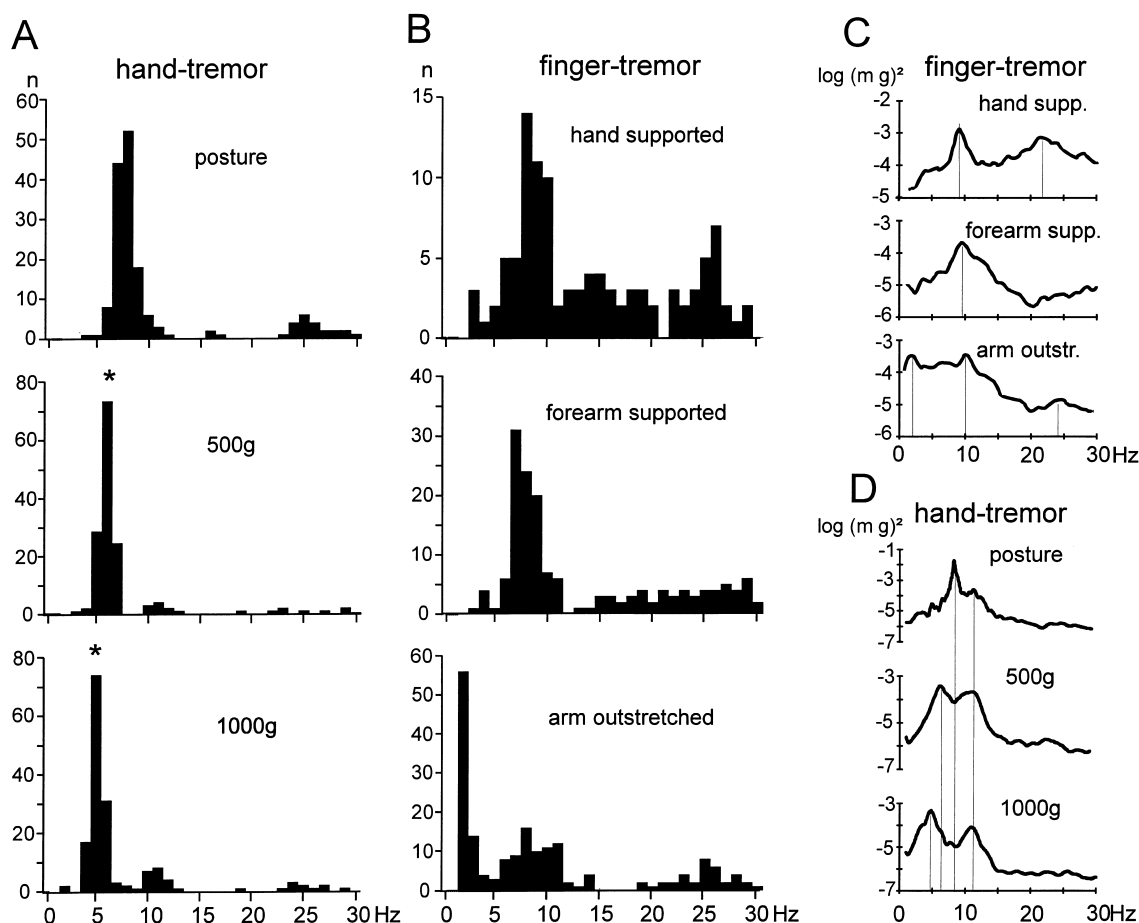 A
hand-tremor
n
60
50
40
30
20
10
0
posture
80
60
40
20
0
*
500g
80
60
40
20
0
*
1000g
0 5 10 15 20 25 30 Hz
B
finger-tremor
n
15
10
5
0
hand supported
40
30
20
10
0
forearm supported
60
50
40
30
20
10
0
arm outstretched
0 5 10 15 20 25 30 Hz
C
log (m g)² finger-tremor
hand supp.
-2
-3
-4
-5
forearm supp.
-3
-4
-5
-6
arm outstr.
-3
-4
-5
-6
0 10 20 30Hz
D
log (m g)² hand-tremor
posture
-1
-3
-5
-7
500g
-3
-5
-7
1000g
-3
-5
-7
0 10 20 30Hz